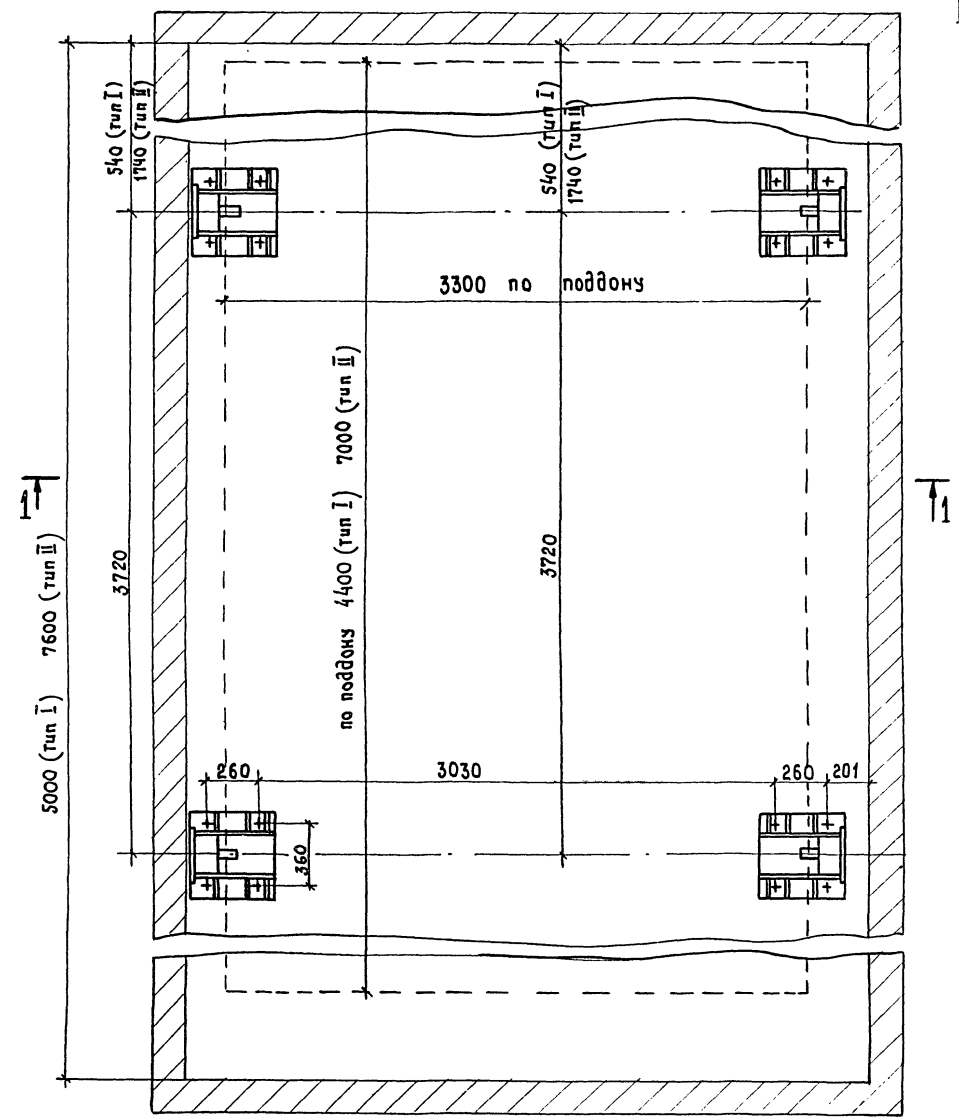 540 (тип I)
1740 (тип II)
540 (тип I)
1740 (тип II)
3300 по поддону
по поддону 4400 (тип I) 7000 (тип II)
1
1
5000 (тип I) 7600 (тип II)
3720
3720
260
3030
260
201
360